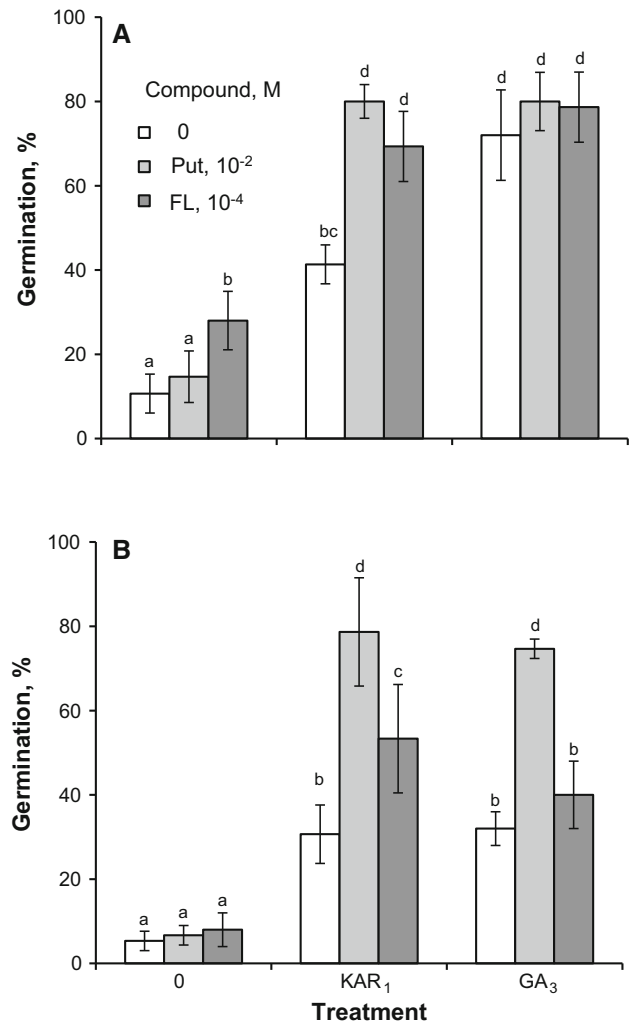 A
Germination, %
100
80
60
40
20
0
Compound, M
0
Put, 10⁻²
FL, 10⁻⁴
a a b
bc d d
d d d
B
Germination, %
100
80
60
40
20
0
a a a
b d c
b d b
0 KAR₁ GA₃
Treatment